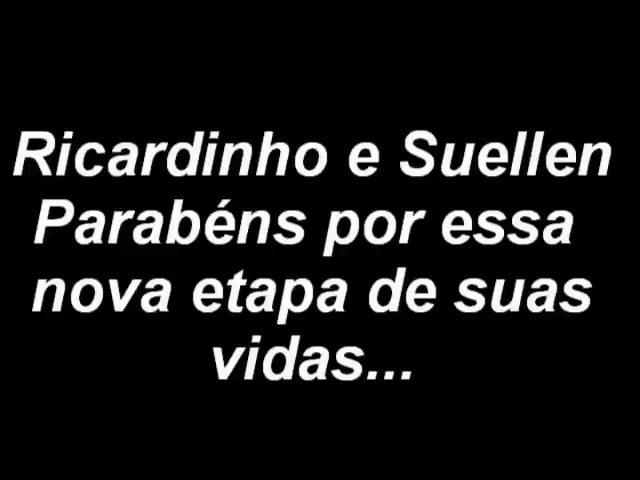 Ricardinho e Suellen
Parabéns por essa
nova etapa de suas
vidas...